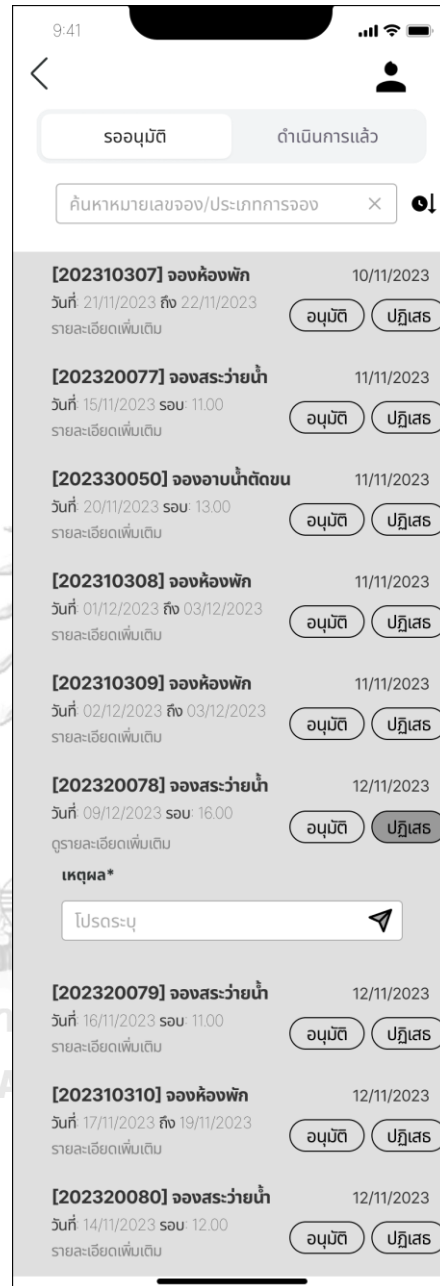 9:41
รออนุมัติ ดำเนินการแล้ว
ค้นหาหมายเลขจอง/ประเภทการจอง
[202310307] จองห้องพัก 10/11/2023
วันที่: 21/11/2023 ถึง 22/11/2023
อนุมัติ ปฏิเสธ
รายละเอียดเพิ่มเติม
[202320077] จองสระว่ายน้ำ 11/11/2023
วันที่: 15/11/2023 รอบ: 11.00
อนุมัติ ปฏิเสธ
รายละเอียดเพิ่มเติม
[202330050] จองอาบน้ำตัดขน 11/11/2023
วันที่: 20/11/2023 รอบ: 13.00
อนุมัติ ปฏิเสธ
รายละเอียดเพิ่มเติม
[202310308] จองห้องพัก 11/11/2023
วันที่: 01/12/2023 ถึง 03/12/2023
อนุมัติ ปฏิเสธ
รายละเอียดเพิ่มเติม
[202310309] จองห้องพัก 11/11/2023
วันที่: 02/12/2023 ถึง 03/12/2023
อนุมัติ ปฏิเสธ
รายละเอียดเพิ่มเติม
[202320078] จองสระว่ายน้ำ 12/11/2023
วันที่: 09/12/2023 รอบ: 16.00
อนุมัติ ปฏิเสธ
ดูรายละเอียดเพิ่มเติม
เหตุผล*
โปรดระบุ
[202320079] จองสระว่ายน้ำ 12/11/2023
วันที่: 16/11/2023 รอบ: 11.00
อนุมัติ ปฏิเสธ
รายละเอียดเพิ่มเติม
[202310310] จองห้องพัก 12/11/2023
วันที่: 17/11/2023 ถึง 19/11/2023
อนุมัติ ปฏิเสธ
รายละเอียดเพิ่มเติม
[202320080] จองสระว่ายน้ำ 12/11/2023
วันที่: 14/11/2023 รอบ: 12.00
อนุมัติ ปฏิเสธ
รายละเอียดเพิ่มเติม